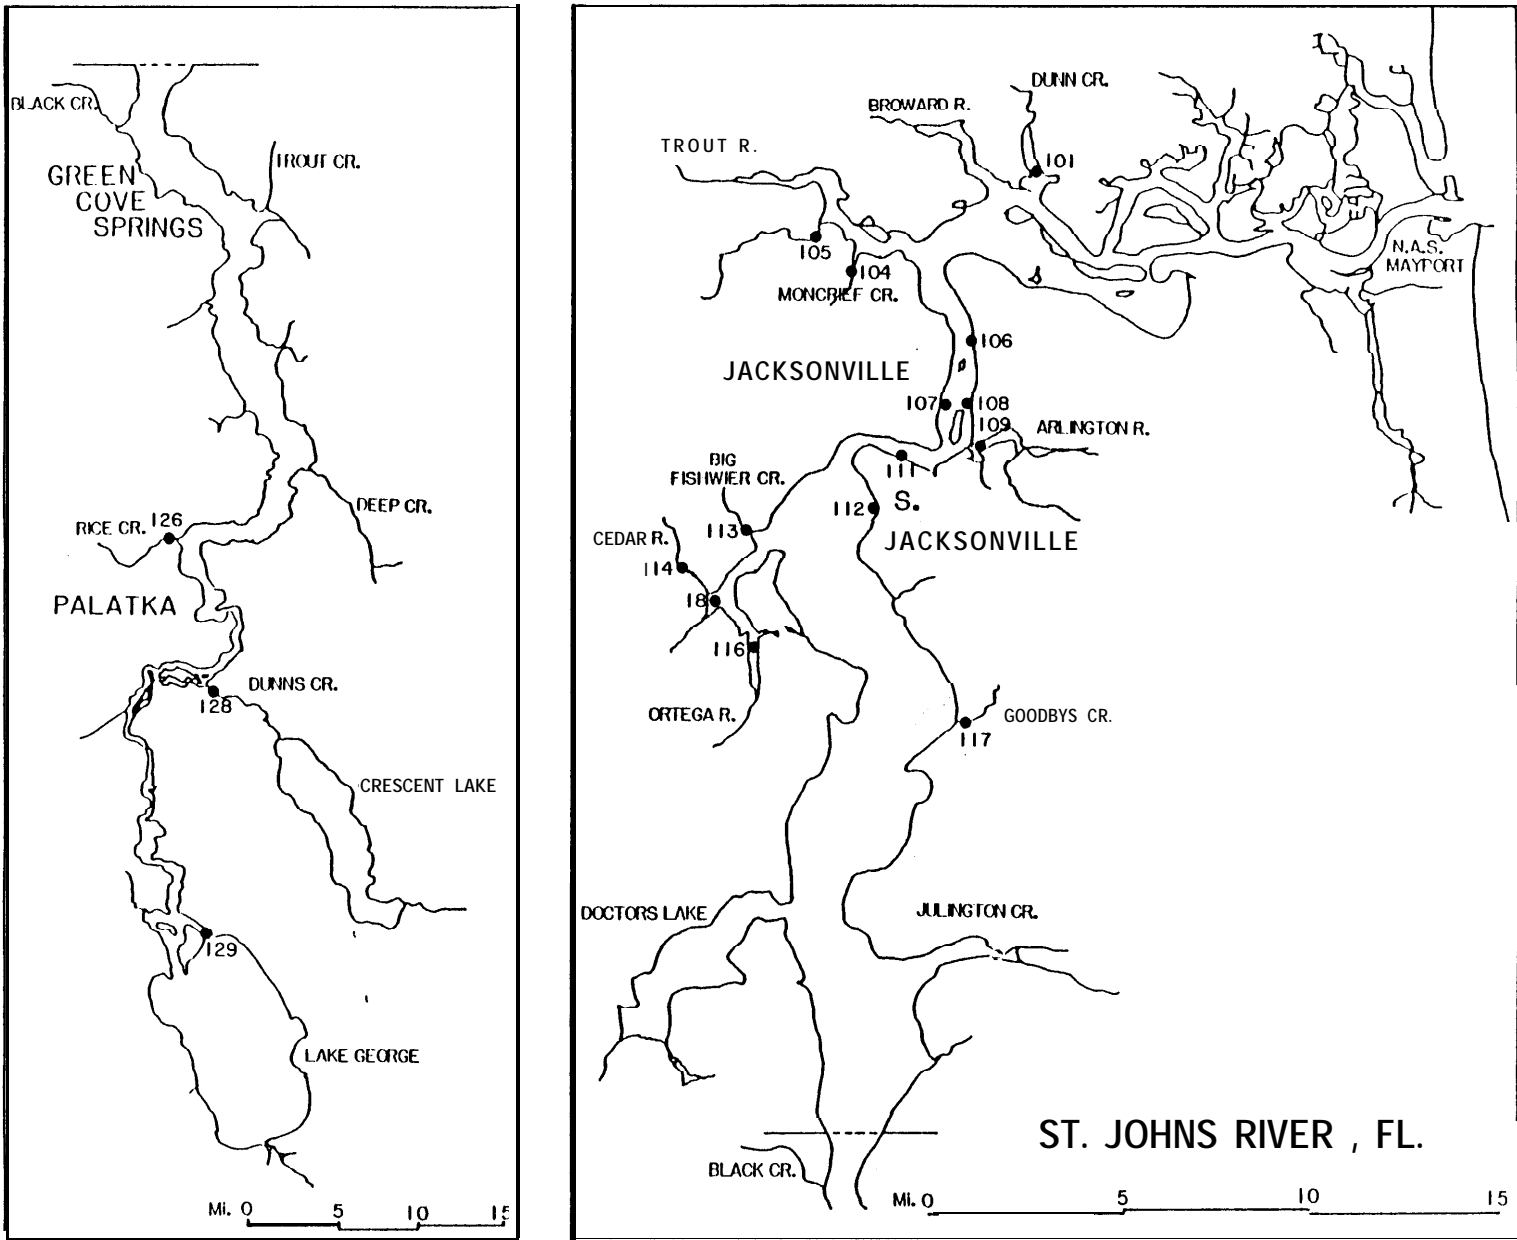 BLACK CR.
TROUT CR.
GREEN
COVE
SPRINGS
DEEP CR.
RICE CR.
126
PALATKA
DUNNS CR.
128
CRESCENT LAKE
129
LAKE GEORGE
Mi. 0 5 10 15
DUNN CR.
BROWARD R.
TROUT R.
101
105
104
MONCRIEF CR.
N.A.S.
MAYPORT
106
JACKSONVILLE
107
108
109
ARLINGTON R.
BIG
FISHWIER CR.
111
S.
JACKSONVILLE
112
113
CEDAR R.
114
18
116
ORTEGA R.
GOODBYS CR.
117
DOCTORS LAKE
JULINGTON CR.
BLACK CR.
ST. JOHNS RIVER , FL.
Mi. 0 5 10 15